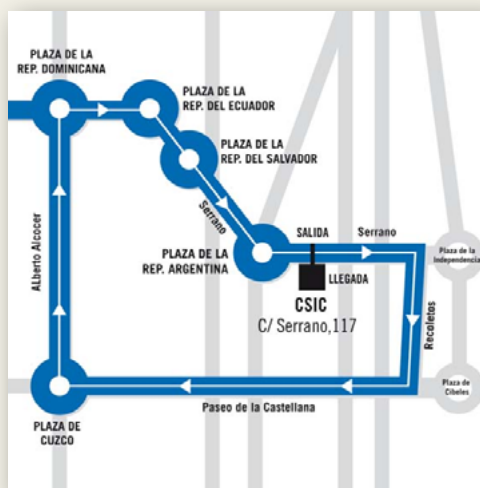 PLAZA DE LA
REP. DOMINICANA
PLAZA DE LA
REP. DEL ECUADOR
PLAZA DE LA
REP. DEL SALVADOR
Serrano
ALberto Alcocer
PLAZA DE LA
REP. ARGENTINA
SALIDA
Serrano
Plaza de la
Independencia
LLEGADA
CSIC
C/ Serrano,117
Recoletos
Plaza de
Cibeles
Paseo de la Castellana
PLAZA DE
CUZCO